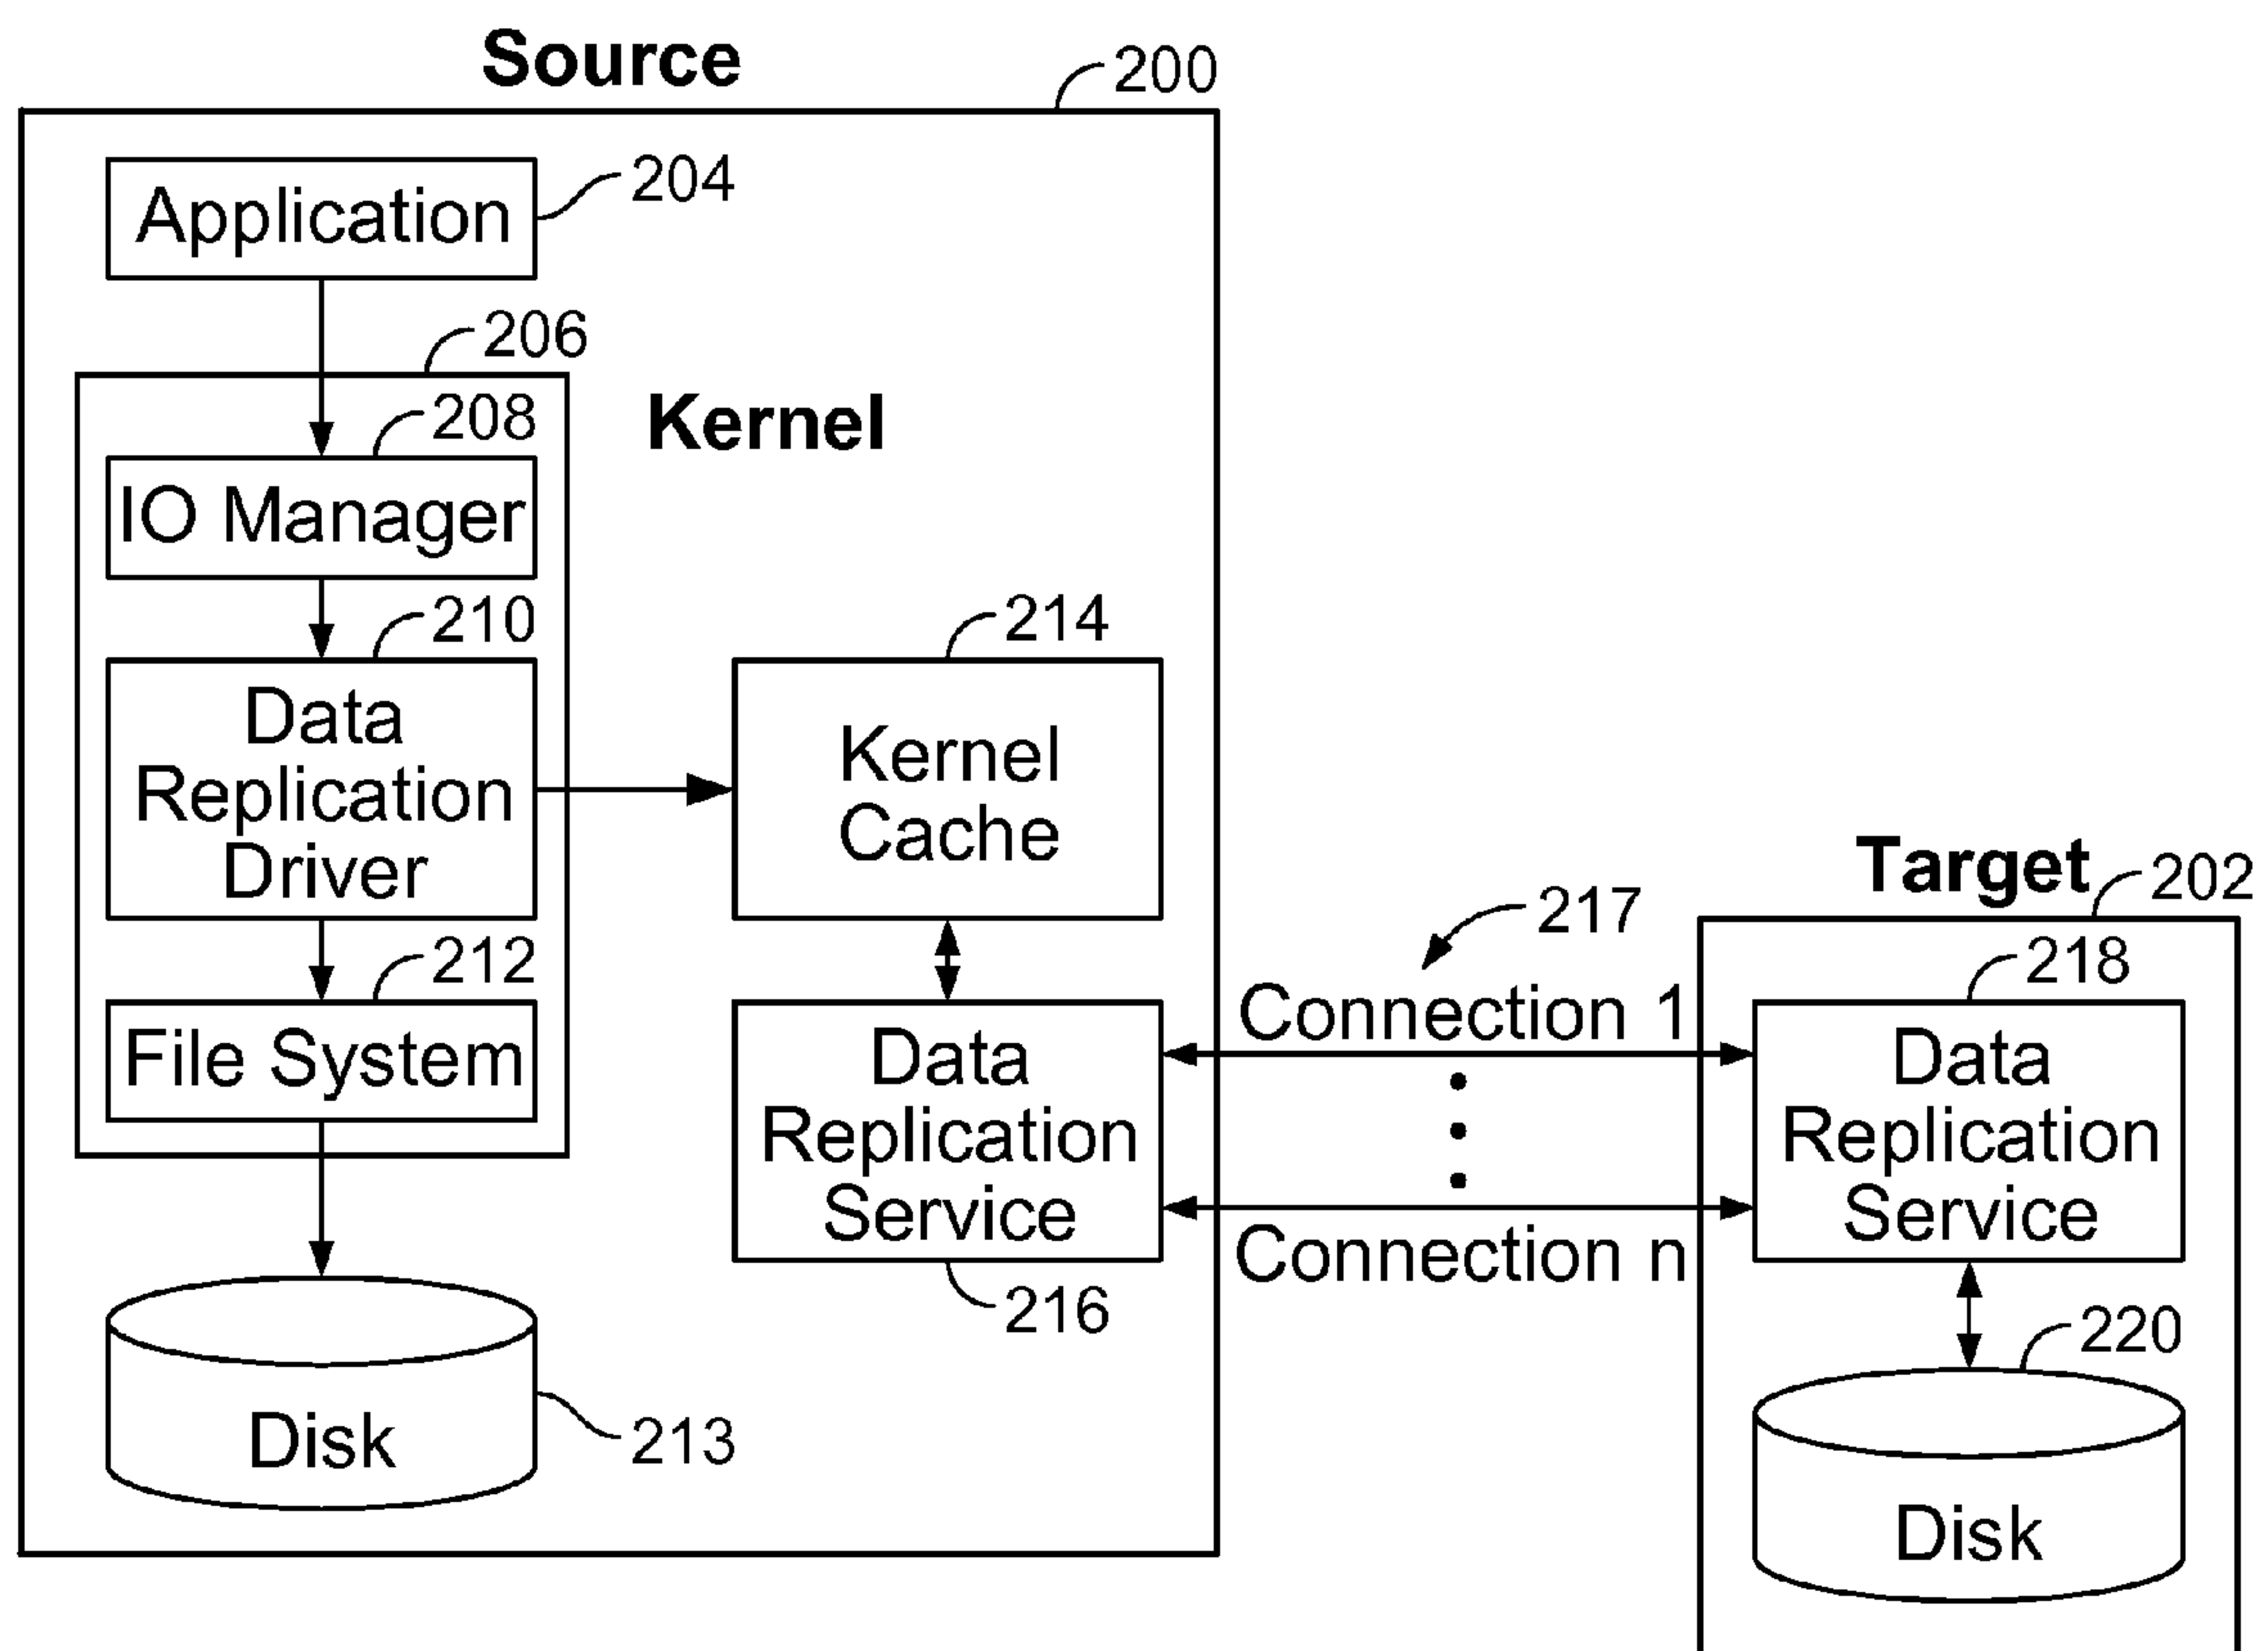 Source
200
Application
204
206
Kernel
208
IO Manager
210
Data
Replication
Driver
214
Kernel
Cache
212
File System
Disk
213
Data
Replication
Service
216
217
Connection 1
Connection n
Target
202
218
Data
Replication
Service
220
Disk